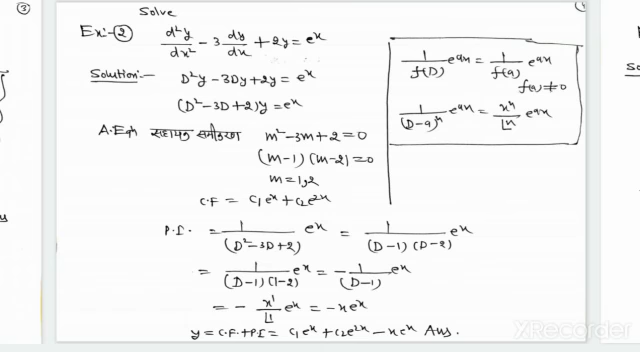 ③
Solve
Ex:- ② d²y/dx² - 3 dy/dx + 2y = eˣ
Solution:- D²y - 3Dy + 2y = eˣ
(D² - 3D + 2)y = eˣ
A.Eqn सहायक समीकरण m² - 3m + 2 = 0
(m-1) (m-2) = 0
m = 1, 2
C.F = C₁eˣ + C₂e²ˣ
P.I. = 1/(D² - 3D + 2) eˣ = 1/((D-1) (D-2)) eˣ
= 1/((D-1) (1-2)) eˣ = - 1/(D-1) eˣ
= - x¹/⌊1 eˣ = -xeˣ
y = C.F + P.I = C₁eˣ + C₂e²ˣ - xeˣ Ans.
1/f(D) eᵃˣ = 1/f(a) eᵃˣ
f(a) ≠ 0
1/(D-a)ⁿ eᵃˣ = xⁿ/⌊n eᵃˣ
XRecorder